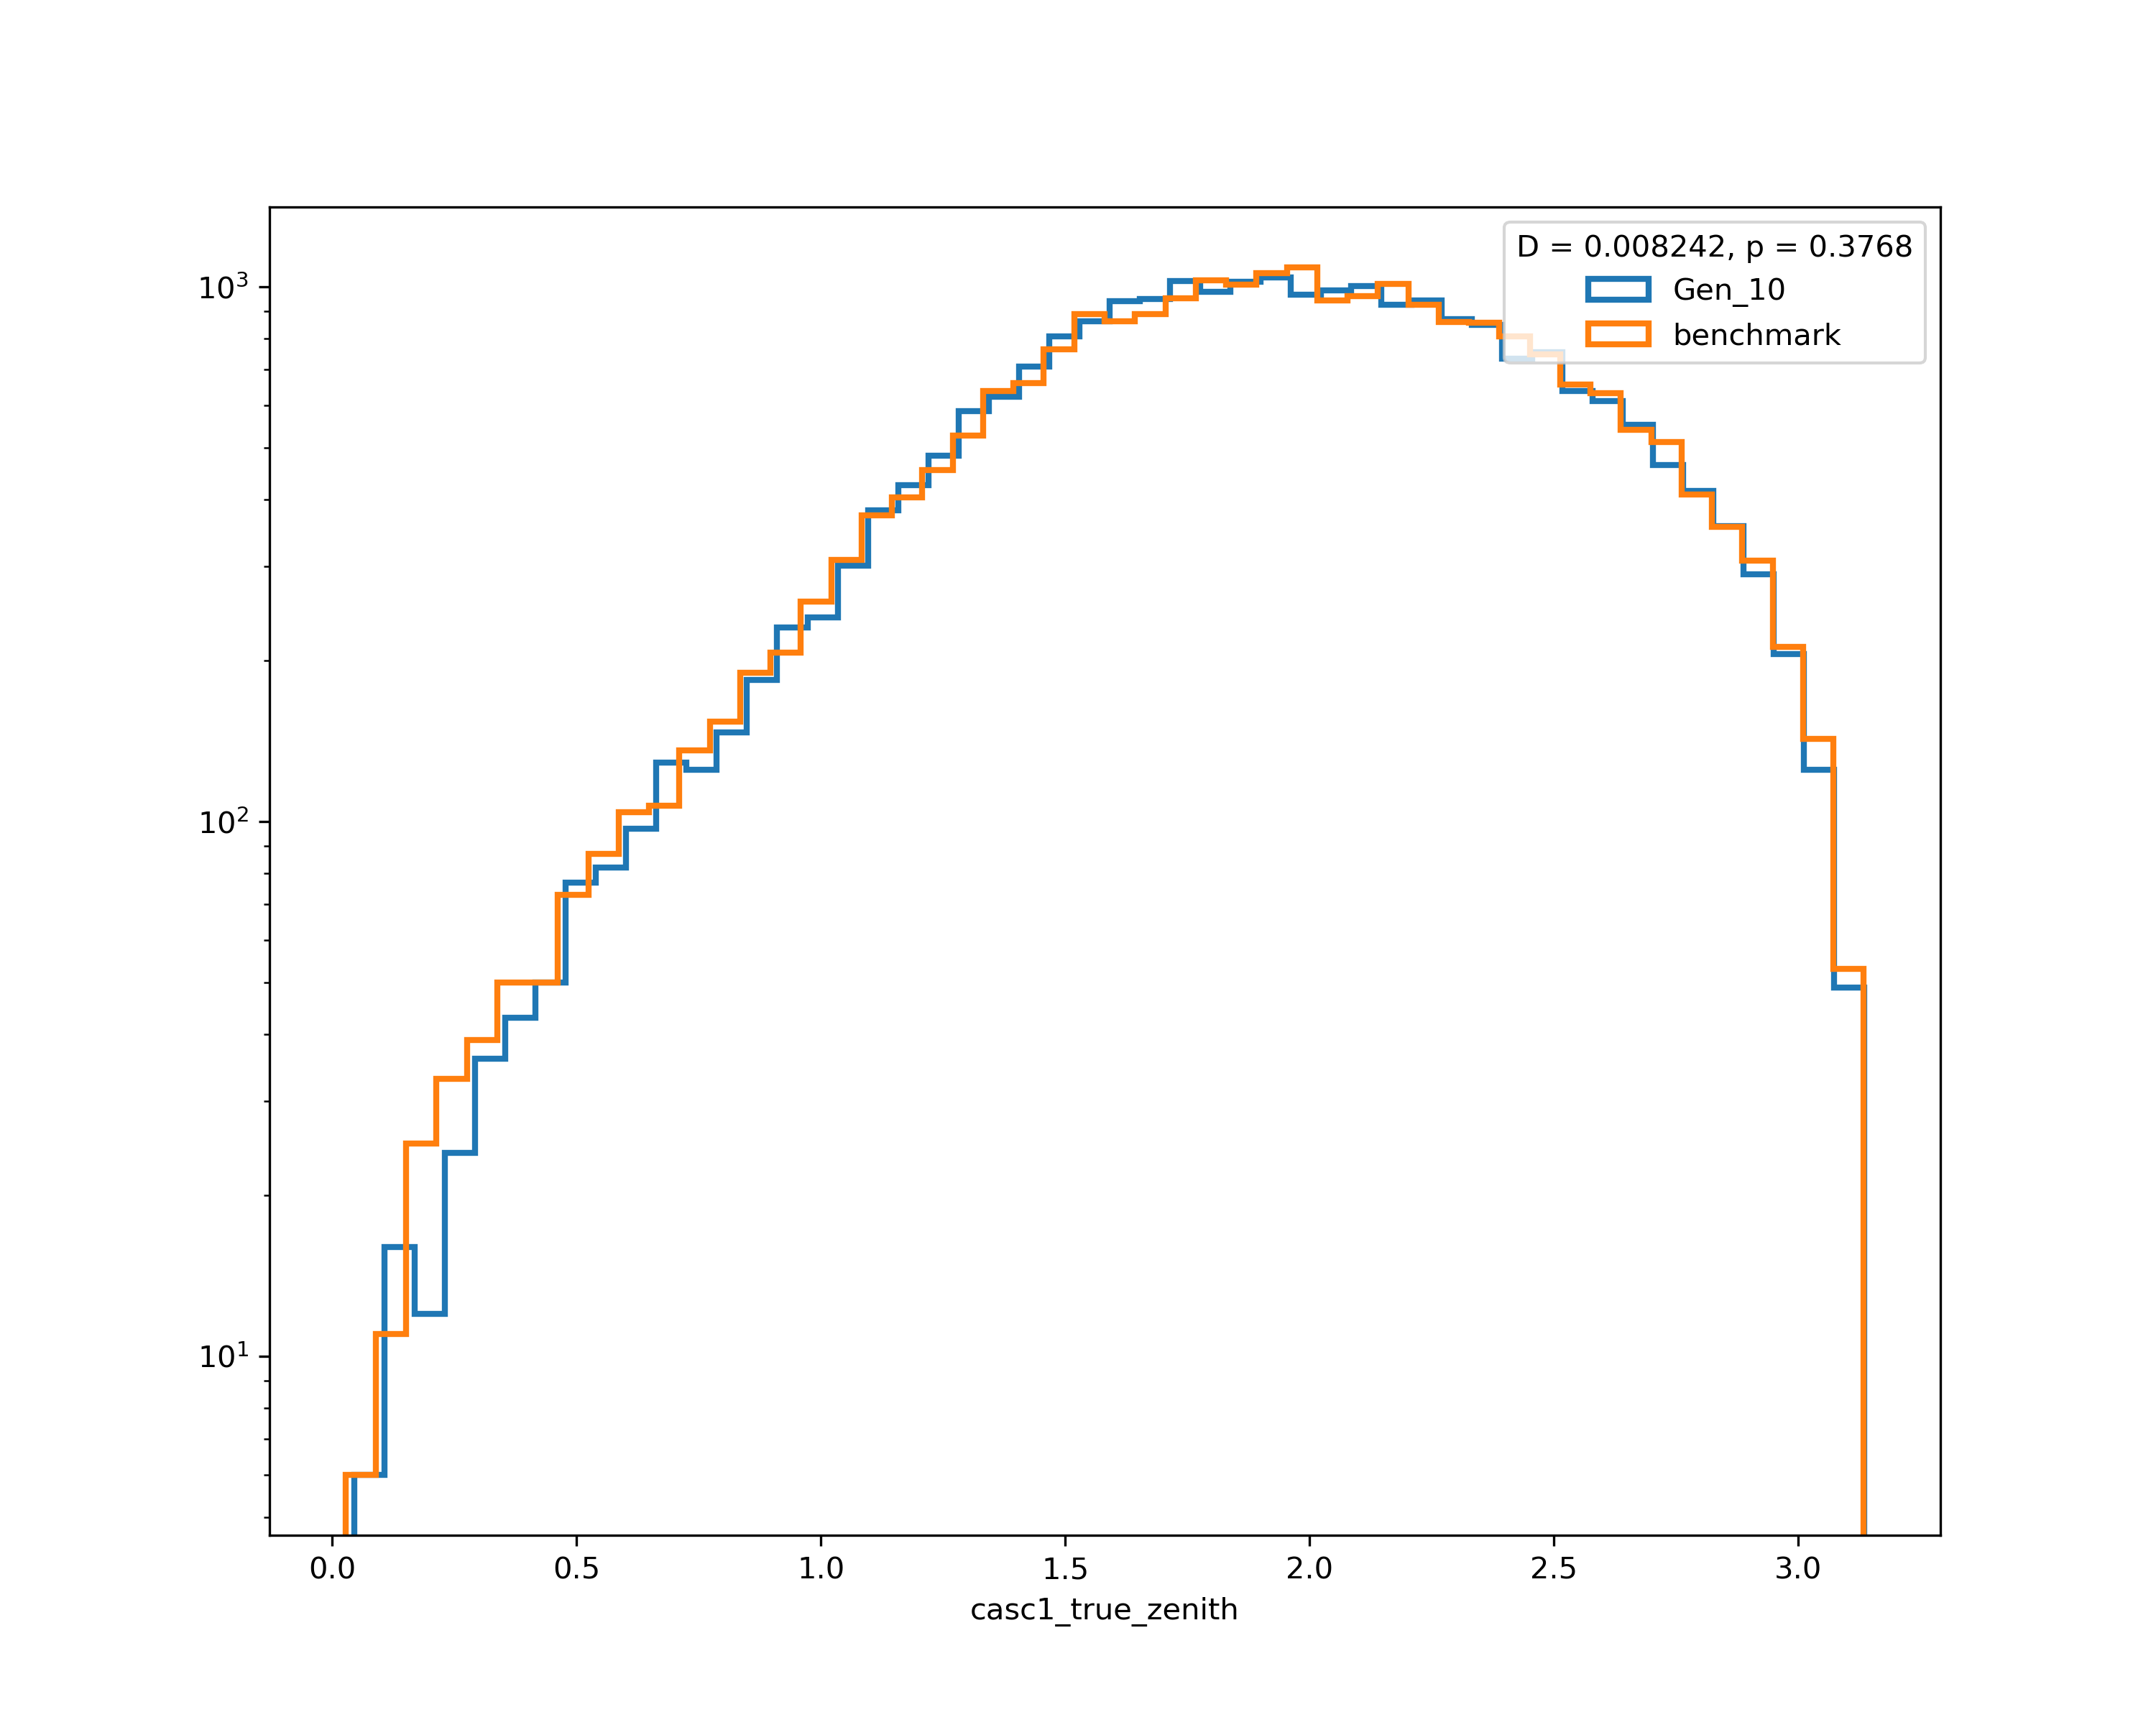 D = 0.008242, p = 0.3768
Gen_10
benchmark
10³
10²
10¹
0.0 0.5 1.0 1.5 2.0 2.5 3.0
casc1_true_zenith